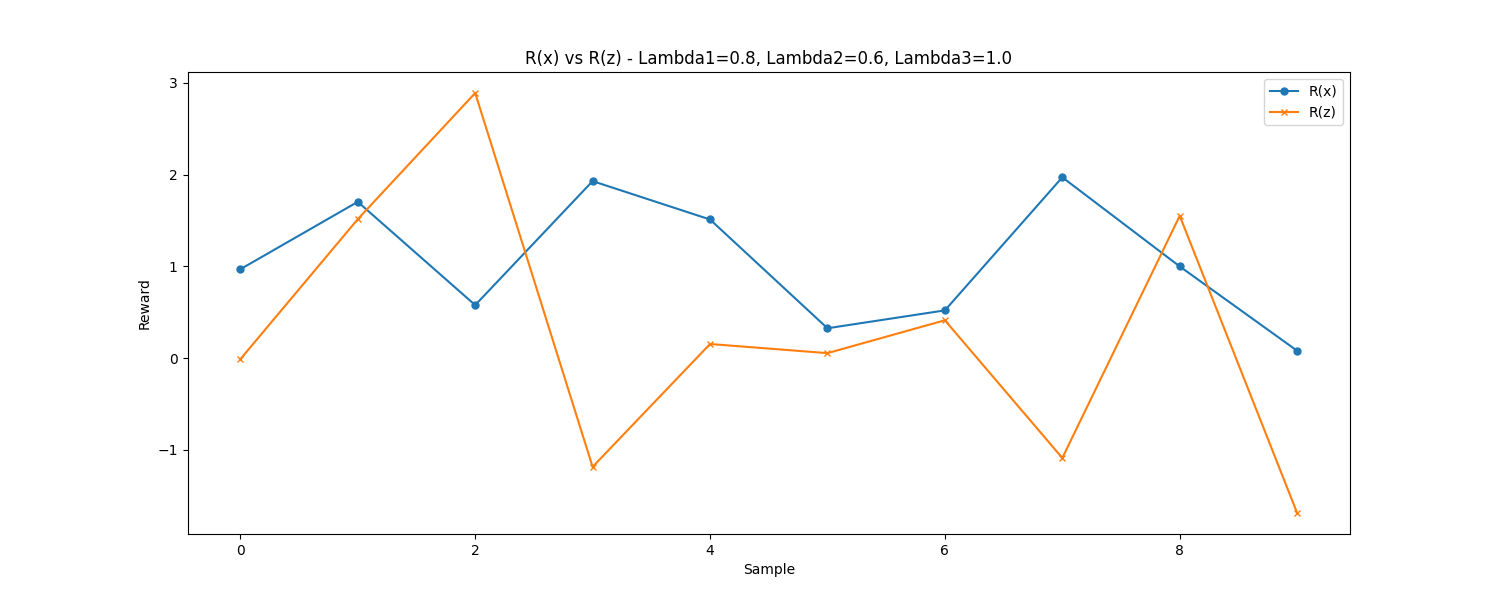 R(x) vs R(z) - Lambda1=0.8, Lambda2=0.6, Lambda3=1.0
R(x)
R(z)
3
2
1
0
−1
Reward
0
2
4
6
8
Sample